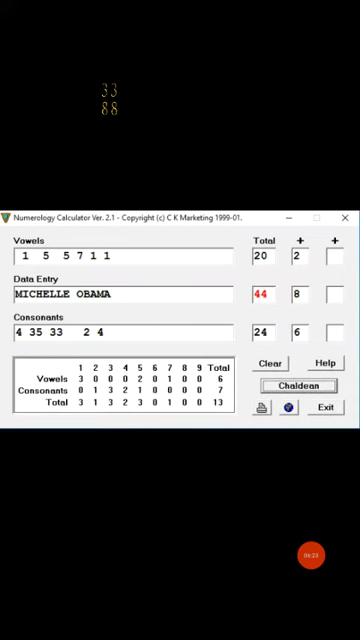 33
88
Numerology Calculator Ver. 2.1 - Copyright (c) C K Marketing 1999-01.
Vowels Total + +
1 5 5 7 1 1 20 2
Data Entry
MICHELLE OBAMA 44 8
Consonants
4 35 33 2 4 24 6
1 2 3 4 5 6 7 8 9 Total
Vowels 3 0 0 0 2 0 1 0 0 6
Consonants 0 1 3 2 1 0 0 0 0 7
Total 3 1 3 2 3 0 1 0 0 13
Clear Help
Chaldean
Exit
06:23